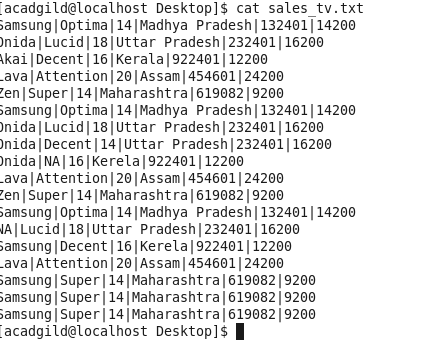 [acadgild@localhost Desktop]$ cat sales_tv.txt
Samsung|Optima|14|Madhya Pradesh|132401|14200
Onida|Lucid|18|Uttar Pradesh|232401|16200
Akai|Decent|16|Kerala|922401|12200
Lava|Attention|20|Assam|454601|24200
Zen|Super|14|Maharashtra|619082|9200
Samsung|Optima|14|Madhya Pradesh|132401|14200
Onida|Lucid|18|Uttar Pradesh|232401|16200
Onida|Decent|14|Uttar Pradesh|232401|16200
Onida|NA|16|Kerela|922401|12200
Lava|Attention|20|Assam|454601|24200
Zen|Super|14|Maharashtra|619082|9200
Samsung|Optima|14|Madhya Pradesh|132401|14200
NA|Lucid|18|Uttar Pradesh|232401|16200
Samsung|Decent|16|Kerela|922401|12200
Lava|Attention|20|Assam|454601|24200
Samsung|Super|14|Maharashtra|619082|9200
Samsung|Super|14|Maharashtra|619082|9200
Samsung|Super|14|Maharashtra|619082|9200
[acadgild@localhost Desktop]$